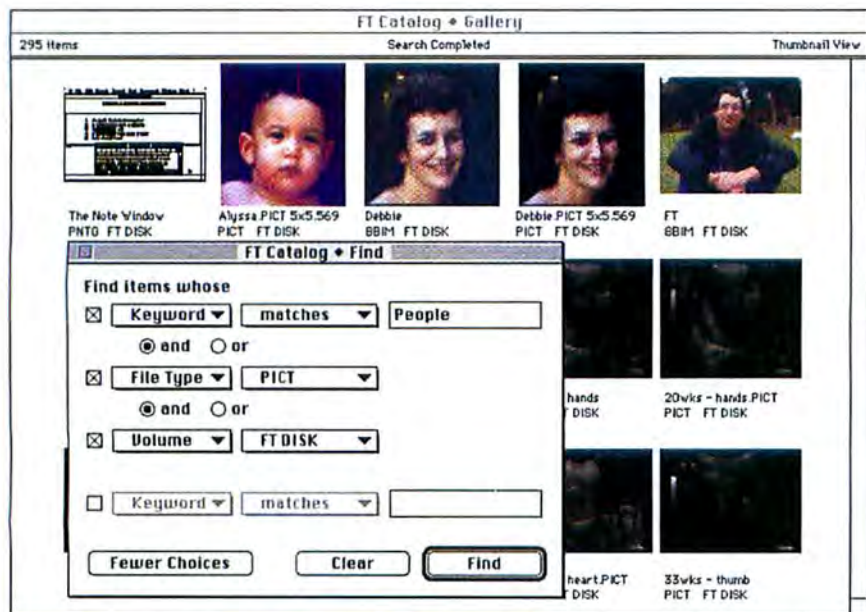 FT Catalog ◆ Gallery
295 items Search Completed Thumbnail View
The Note Window
PNTG FT DISK
Alyssa.PICT 5x5.569
PICT FT DISK
Debbie
8BIM FT DISK
Debbie.PICT 5x5.569
PICT FT DISK
FT
8BIM FT DISK
FT Catalog ◆ Find
Find items whose
Keyword matches People
and or
File Type PICT
and or
Volume FT DISK
Keyword matches
Fewer Choices Clear Find
hands
DISK
20wks - hands.PICT
PICT FT DISK
heart.PICT
DISK
33wks - thumb
PICT FT DISK